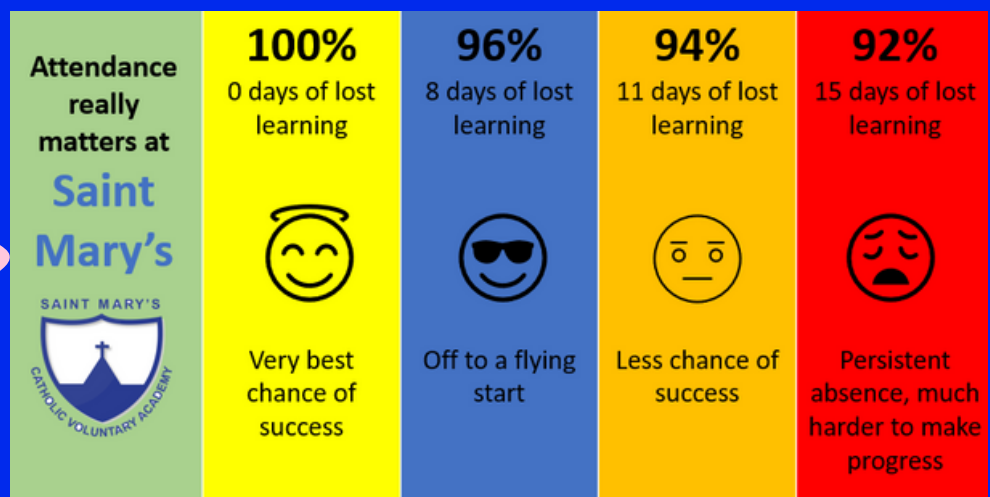 Attendance
really
matters at
Saint
Mary's
SAINT MARY'S
CATHOLIC VOLUNTARY ACADEMY
100%
0 days of lost
learning
Very best
chance of
success
96%
8 days of lost
learning
Off to a flying
start
94%
11 days of lost
learning
Less chance of
success
92%
15 days of lost
learning
Persistent
absence, much
harder to make
progress